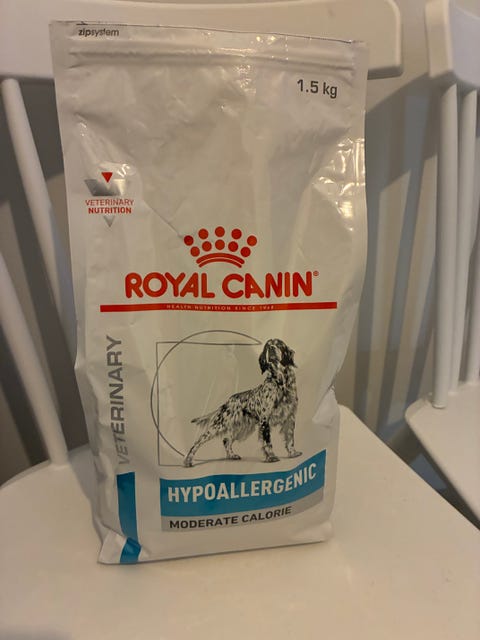 zipsystem
1.5 kg
VETERINARY
NUTRITION
ROYAL CANIN®
HEALTH NUTRITION SINCE 1968
VETERINARY
HYPOALLERGENIC
MODERATE CALORIE